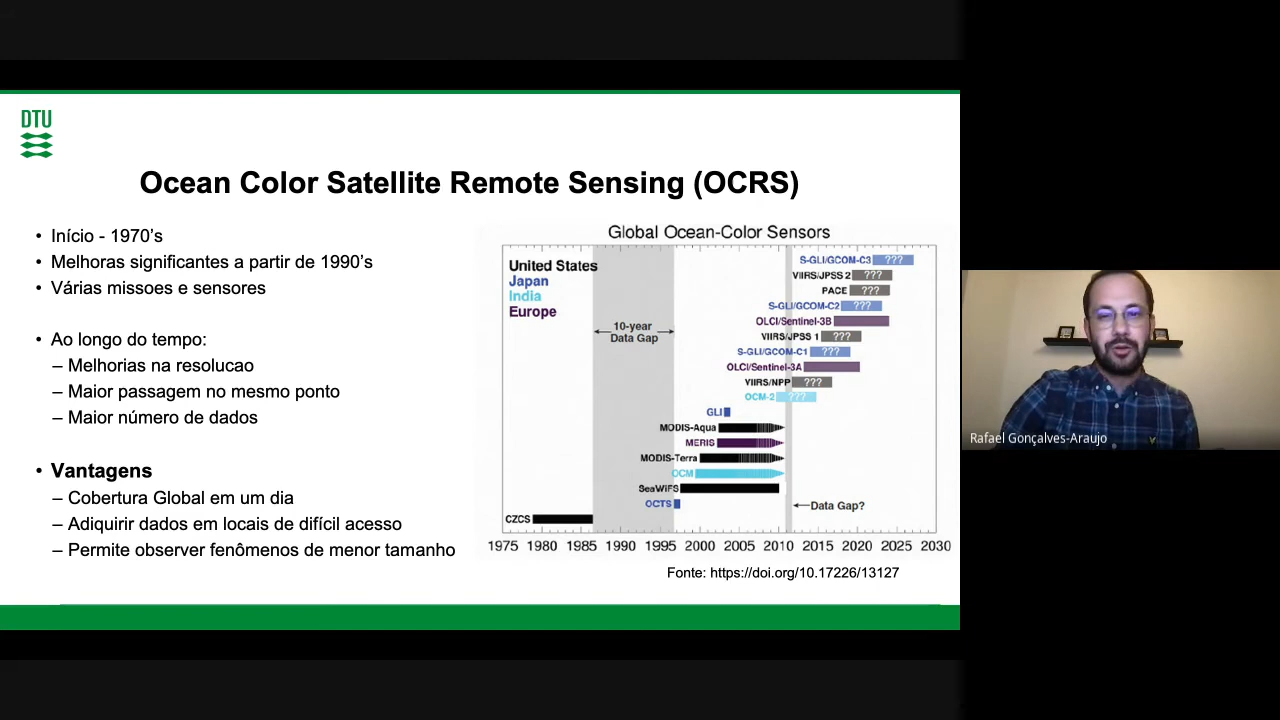 DTU
Ocean Color Satellite Remote Sensing (OCRS)
• Início - 1970's
• Melhoras significantes a partir de 1990's
• Várias missoes e sensores
• Ao longo do tempo:
– Melhorias na resolucao
– Maior passagem no mesmo ponto
– Maior número de dados
• Vantagens
– Cobertura Global em um dia
– Adiquirir dados em locais de difícil acesso
– Permite observer fenômenos de menor tamanho
Global Ocean-Color Sensors
United States
Japan
India
Europe
10-year
Data Gap
S-GLI/GCOM-C3 ???
VIIRS/JPSS 2 ???
PACE ???
S-GLI/GCOM-C2 ???
OLCI/Sentinel-3B
VIIRS/JPSS 1 ???
S-GLI/GCOM-C1 ???
OLCI/Sentinel-3A
VIIRS/NPP ???
OCM-2 ???
GLI
MODIS-Aqua
MERIS
MODIS-Terra
OCM
SeaWiFS
OCTS
Data Gap?
CZCS
1975 1980 1985 1990 1995 2000 2005 2010 2015 2020 2025 2030
Fonte: https://doi.org/10.17226/13127
Rafael Gonçalves-Araujo